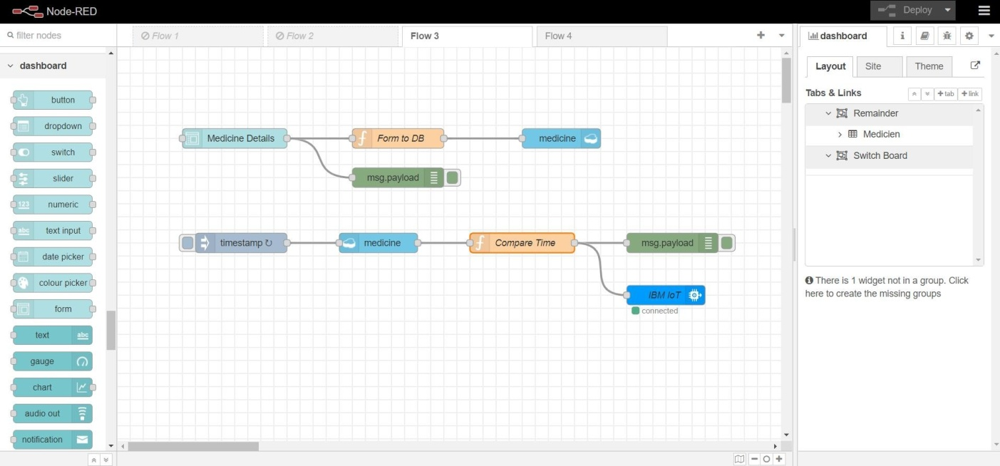 Node-RED
Deploy
filter nodes
Flow 1
Flow 2
Flow 3
Flow 4
dashboard
dashboard
button
dropdown
switch
slider
123 numeric
abc text input
date picker
colour picker
form
text abc
gauge
chart
audio out
notification
Medicine Details
Form to DB
medicine
msg.payload
timestamp ↻
medicine
Compare Time
msg.payload
IBM IoT
connected
Layout
Site
Theme
Tabs & Links
+tab
+link
Remainder
Medicien
Switch Board
There is 1 widget not in a group. Click
here to create the missing groups